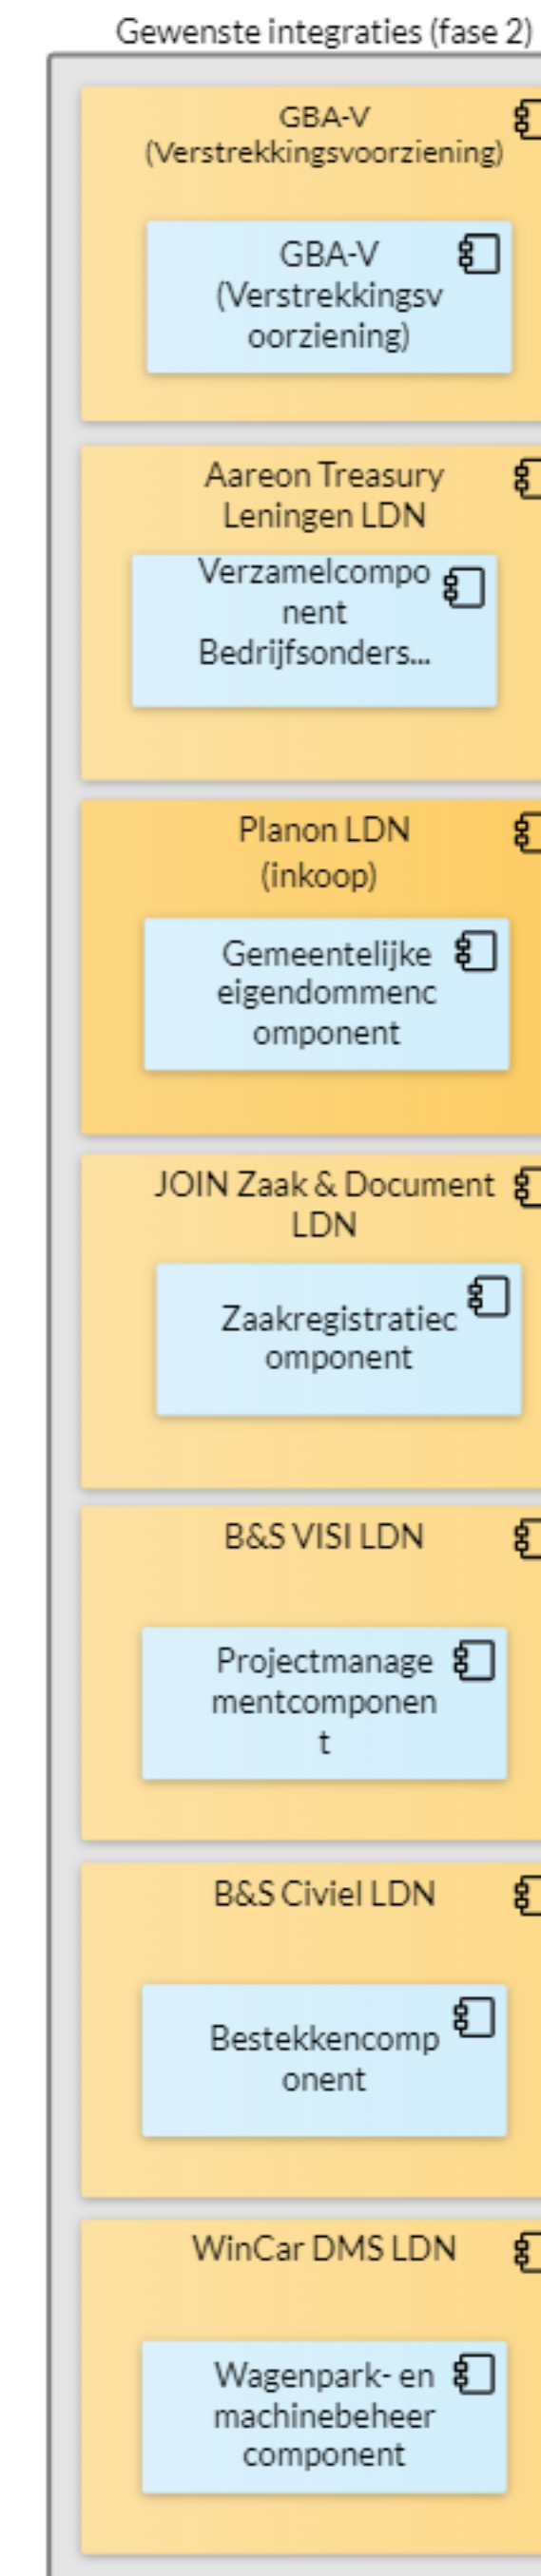 Gewenste integraties (fase 2)
GBA-V
(Verstrekkingsvoorziening)
GBA-V
(Verstrekkingsv
oorziening)
Aareon Treasury
Leningen LDN
Verzamelcompo
nent
Bedrijfsonders...
Planon LDN
(inkoop)
Gemeentelijke
eigendommenc
omponent
JOIN Zaak & Document
LDN
Zaakregistratiec
omponent
B&S VISI LDN
Projectmanage
mentcomponen
t
B&S Civiel LDN
Bestekkencomp
onent
WinCar DMS LDN
Wagenpark- en
machinebeheer
component